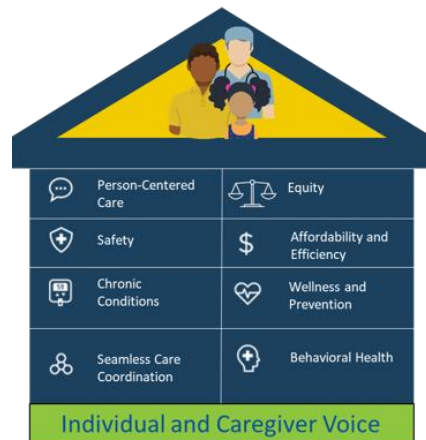 Person-Centered
Care
Equity
Safety
$
Affordability and
Efficiency
Chronic
Conditions
Wellness and
Prevention
Seamless Care
Coordination
Behavioral Health
Individual and Caregiver Voice